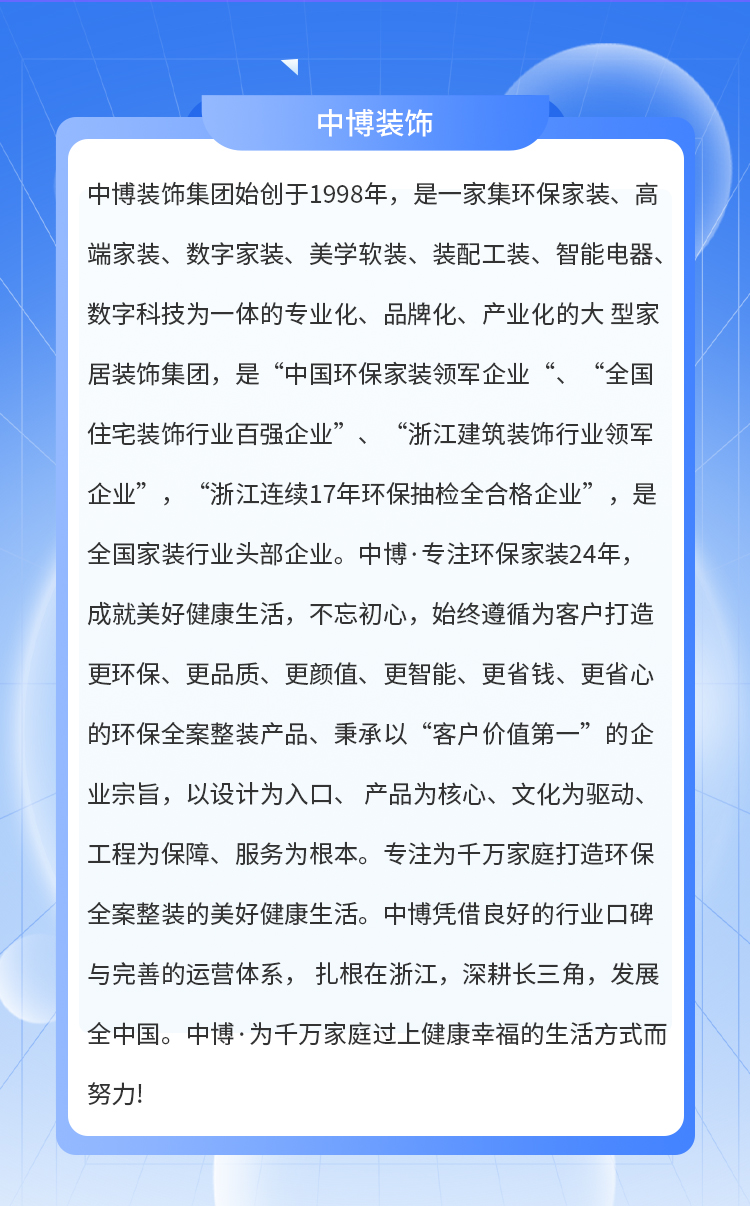 中博装饰
中博装饰集团始创于1998年，是一家集环保家装、高
端家装、数字家装、美学软装、装配工装、智能电器、
数字科技为一体的专业化、品牌化、产业化的大 型家
居装饰集团，是“中国环保家装领军企业“、“全国
住宅装饰行业百强企业”、“浙江建筑装饰行业领军
企业”，“浙江连续17年环保抽检全合格企业”，是
全国家装行业头部企业。中博·专注环保家装24年，
成就美好健康生活，不忘初心，始终遵循为客户打造
更环保、更品质、更颜值、更智能、更省钱、更省心
的环保全案整装产品、秉承以“客户价值第一”的企
业宗旨，以设计为入口、 产品为核心、文化为驱动、
工程为保障、服务为根本。专注为千万家庭打造环保
全案整装的美好健康生活。中博凭借良好的行业口碑
与完善的运营体系， 扎根在浙江，深耕长三角，发展
全中国。中博·为千万家庭过上健康幸福的生活方式而
努力!